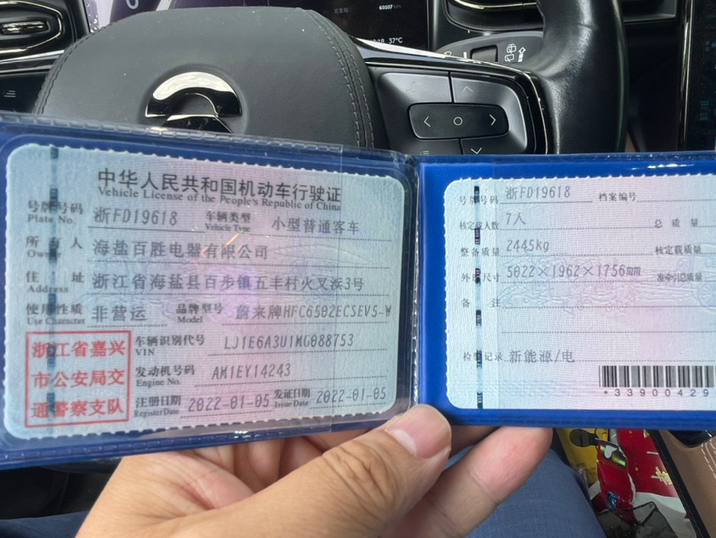 37°C
中华人民共和国机动车行驶证
Vehicle License of the People's Republic of China
号牌号码 浙FD19618 车辆类型 小型普通客车
Plate No. Vehicle Type
所有人 海盐百胜电器有限公司
Owner
住址 浙江省海盐县百步镇五丰村火叉浜3号
Address
使用性质 非营运 品牌型号 蔚来牌HFC6502ECSEV5-W
Use Character Model
浙江省嘉兴
市公安局交
通警察支队
车辆识别代号 LJ1E6A3U1MG088753
VIN
发动机号码 AM1EY14243
Engine No.
注册日期 2022-01-05 发证日期 2022-01-05
Register Date Issue Date
号牌号码 浙FD19618 档案编号
核定载人数 7人 总质量
整备质量 2445kg 核定载质量
外廓尺寸 5022×1962×1756mm
备注
检验记录 新能源/电
*339000429